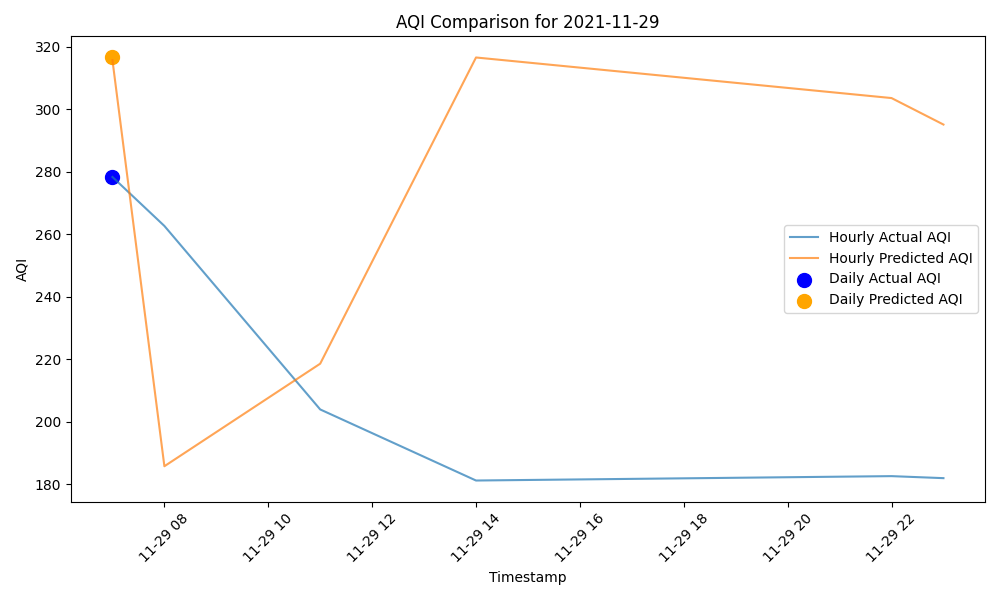 AQI Comparison for 2021-11-29
AQI
320
300
280
260
240
220
200
180
Hourly Actual AQI
Hourly Predicted AQI
Daily Actual AQI
Daily Predicted AQI
11-29 08
11-29 10
11-29 12
11-29 14
11-29 16
11-29 18
11-29 20
11-29 22
Timestamp